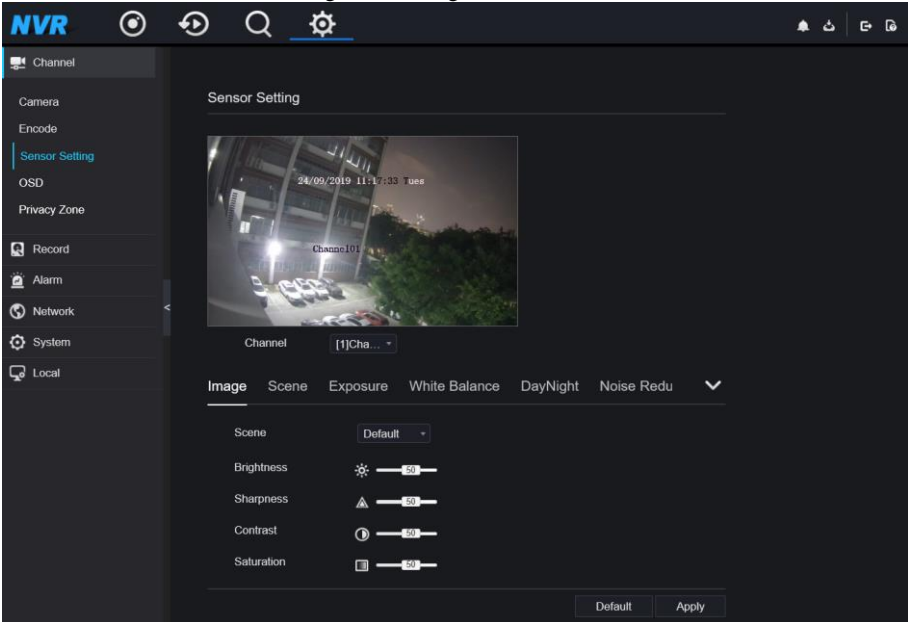 NVR
Channel
Camera
Encode
Sensor Setting
OSD
Privacy Zone
Record
Alarm
Network
System
Local
<
Sensor Setting
24/09/2019 11:17:33 Tues
Channel01
Channel [1]Cha...
Image Scene Exposure White Balance DayNight Noise Redu
Scene Default
Brightness 50
Sharpness 50
Contrast 50
Saturation 50
Default Apply